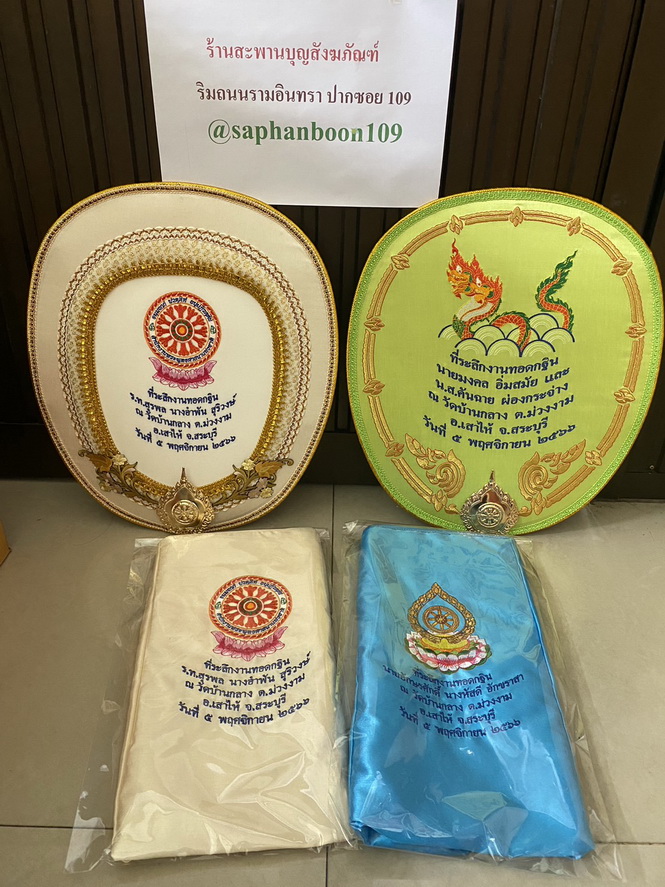 ร้านสะพานบุญสังฆภัณฑ์
ริมถนนรามอินทรา ปากซอย 109
@saphanboon109
ที่ระลึกงานทอดกฐิน
ร.ท.สุรพล นางอำพัน สุริวงษ์
ณ วัดบ้านกลาง ต.ม่วงงาม
อ.เสาไห้ จ.สระบุรี
วันที่ ๕ พฤศจิกายน ๒๕๖๖
ที่ระลึกงานทอดกฐิน
นายมงคล อิ่มสมัย และ
น.ส.ต้นถาย ผ่องกระจ่าง
ณ วัดบ้านกลาง ต.ม่วงงาม
อ.เสาไห้ จ.สระบุรี
วันที่ ๕ พฤศจิกายน ๒๕๖๖
ที่ระลึกงานทอดกฐิน
ร.ท.สุรพล นางอำพัน สุริวงษ์
ณ วัดบ้านกลาง ต.ม่วงงาม
อ.เสาไห้ จ.สระบุรี
วันที่ ๕ พฤศจิกายน ๒๕๖๖
ที่ระลึกงานทอดกฐิน
นางหัสดี
ณ วัดบ้านกลาง ต.ม่วงงาม
อ.เสาไห้ จ.สระบุรี
วันที่ ๕ พฤศจิกายน ๒๕๖๖